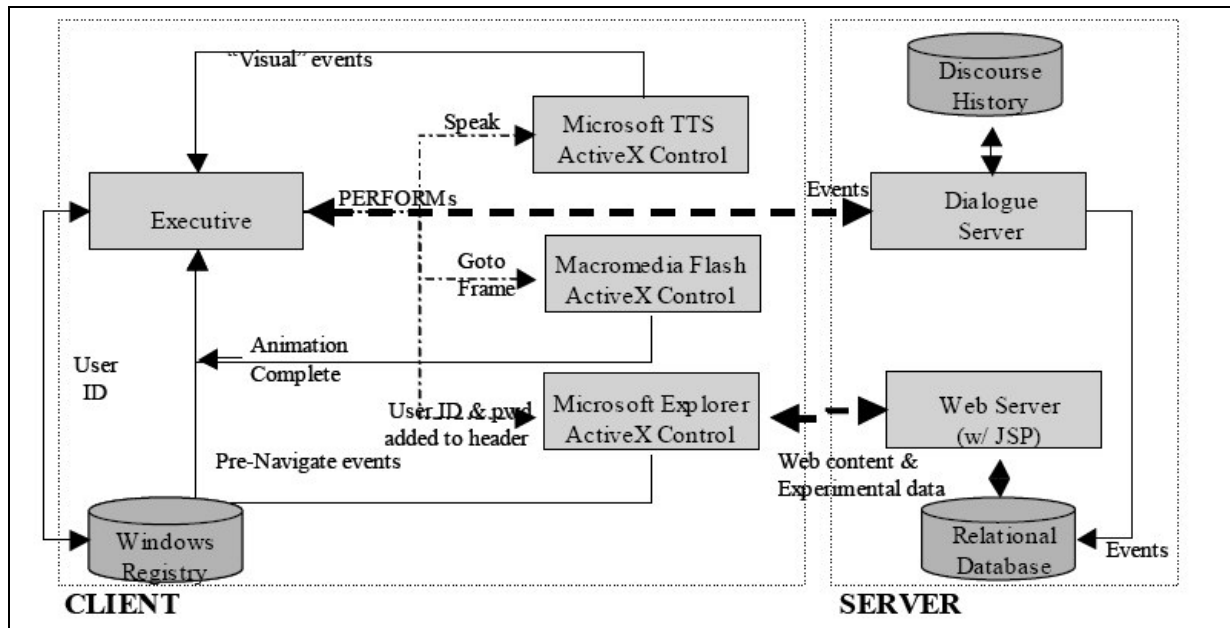 “Visual” events
Speak
Microsoft TTS
ActiveX Control
Discourse
History
Executive
PERFORMs
Events
Dialogue
Server
Goto
Frame
Macromedia Flash
ActiveX Control
Animation
Complete
User
ID
User ID & pwd
added to header
Microsoft Explorer
ActiveX Control
Web Server
(w/ JSP)
Pre-Navigate events
Web content &
Experimental data
Windows
Registry
Relational
Database
Events
CLIENT
SERVER